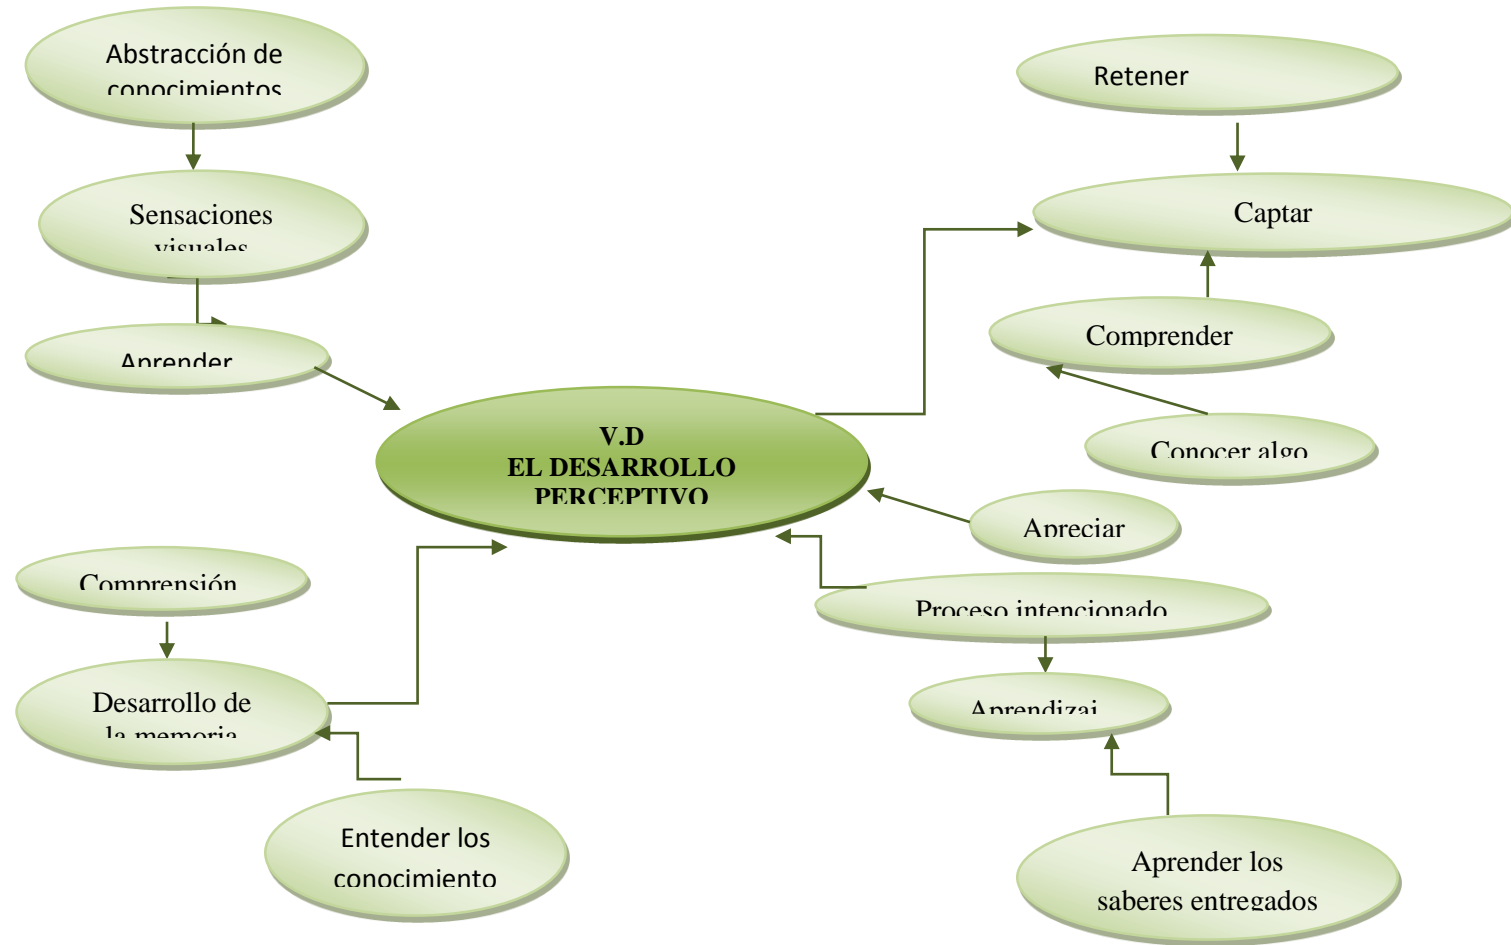 Abstracción de
conocimientos
Retener
Sensaciones
visuales
Captar
Aprender
Comprender
V.D
EL DESARROLLO
PERCEPTIVO
Conocer algo
Apreciar
Comprensión
Proceso intencionado
Desarrollo de
la memoria
Aprendizaj
Entender los
conocimiento
Aprender los
saberes entregados